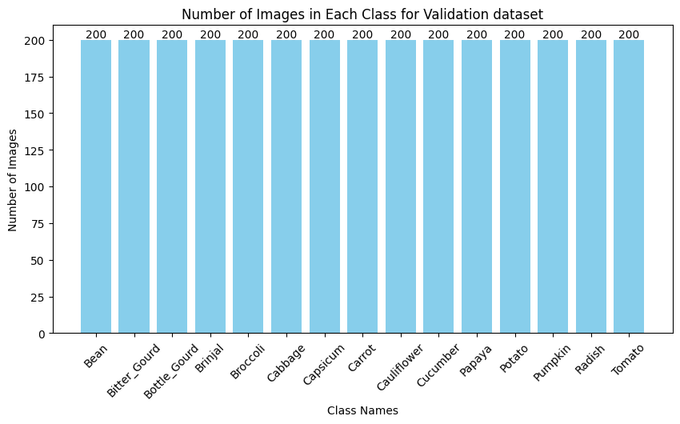 Number of Images in Each Class for Validation dataset
200 200 200 200 200 200 200 200 200 200 200 200 200 200 200
200
175
150
125
100
75
50
25
0
Number of Images
Bean
Bitter_Gourd
Bottle_Gourd
Brinjal
Broccoli
Cabbage
Capsicum
Carrot
Cauliflower
Cucumber
Papaya
Potato
Pumpkin
Radish
Tomato
Class Names